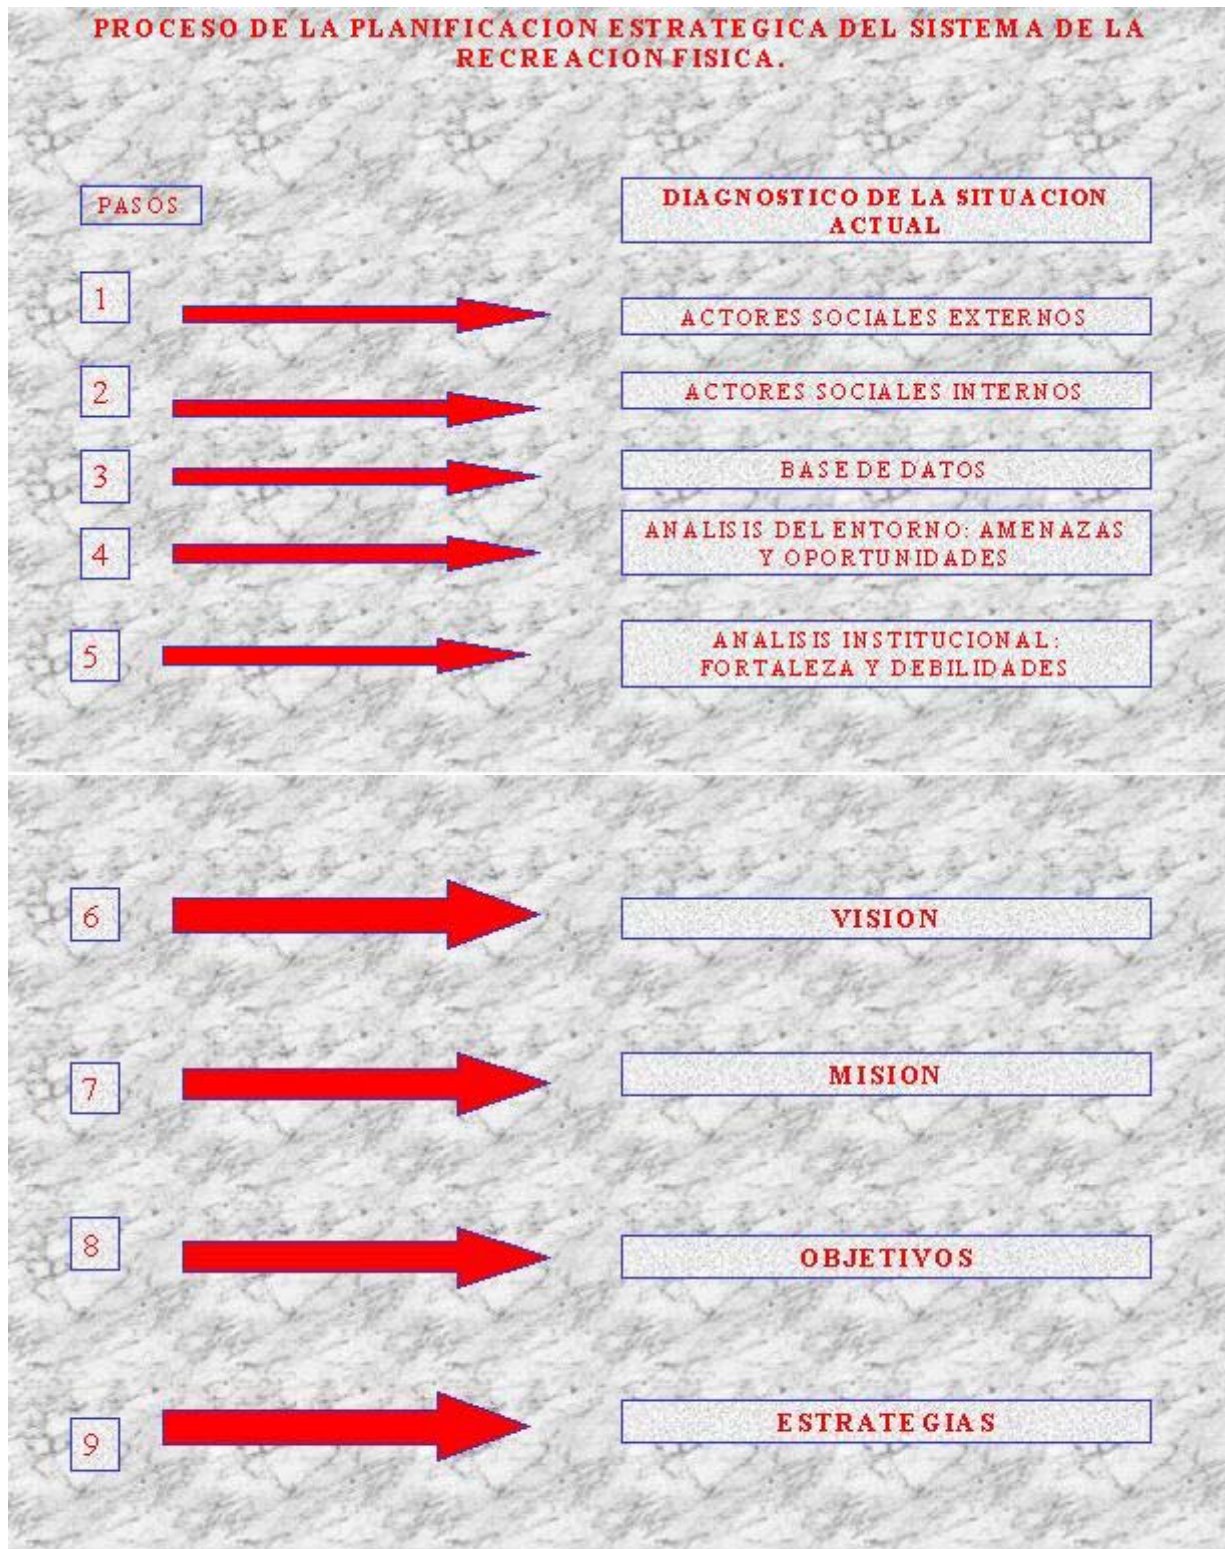 PROCESO DE LA PLANIFICACION ESTRATEGICA DEL SISTEMA DE LA
RECREACION FISICA.
PASOS
DIAGNOSTICO DE LA SITUACION
ACTUAL
1
ACTORES SOCIALES EXTERNOS
2
ACTORES SOCIALES INTERNOS
3
BASE DE DATOS
4
ANALISIS DEL ENTORNO: AMENAZAS
Y OPORTUNIDADES
5
ANALISIS INSTITUCIONAL:
FORTALEZA Y DEBILIDADES
6
VISION
7
MISION
8
OBJETIVOS
9
ESTRATEGIAS